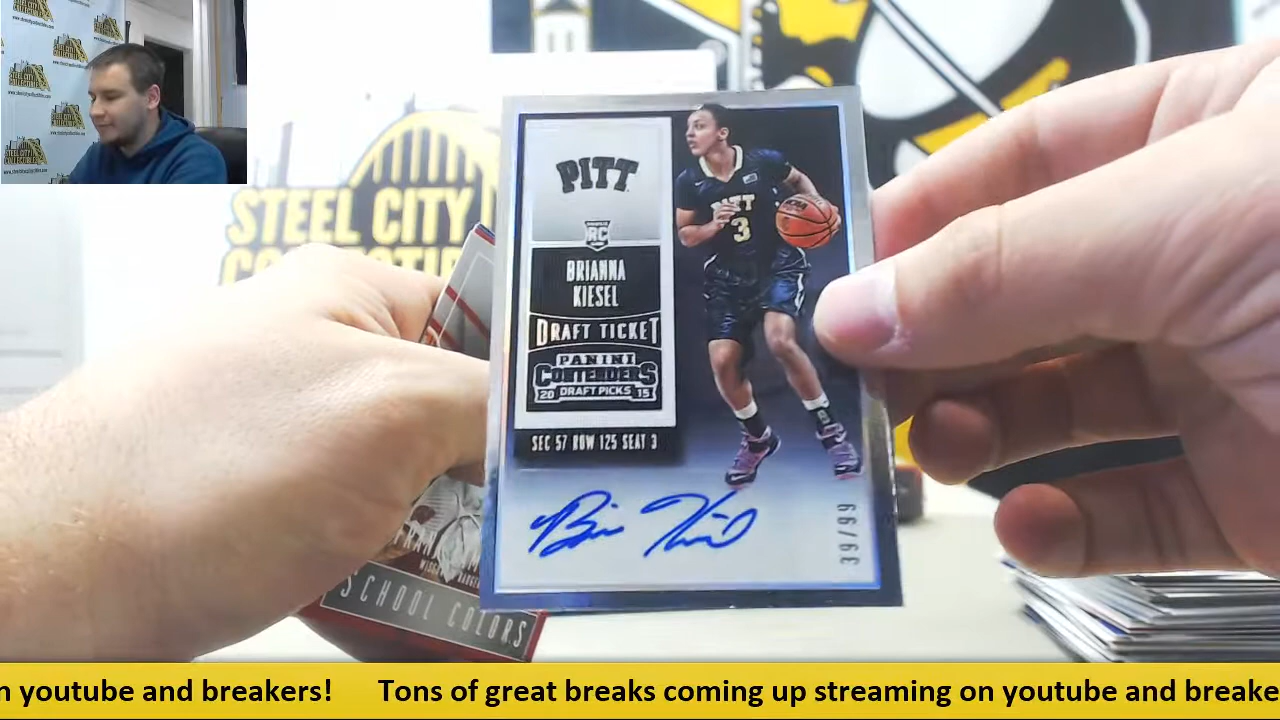 STEEL CITY
PITT
RC
BRIANNA
KIESEL
DRAFT TICKET
PANINI
CONTENDERS
20 DRAFT PICKS 15
SEC 57 ROW 125 SEAT 3
PITT
3
39/99
SCHOOL COLORS
n youtube and breakers! Tons of great breaks coming up streaming on youtube and breake